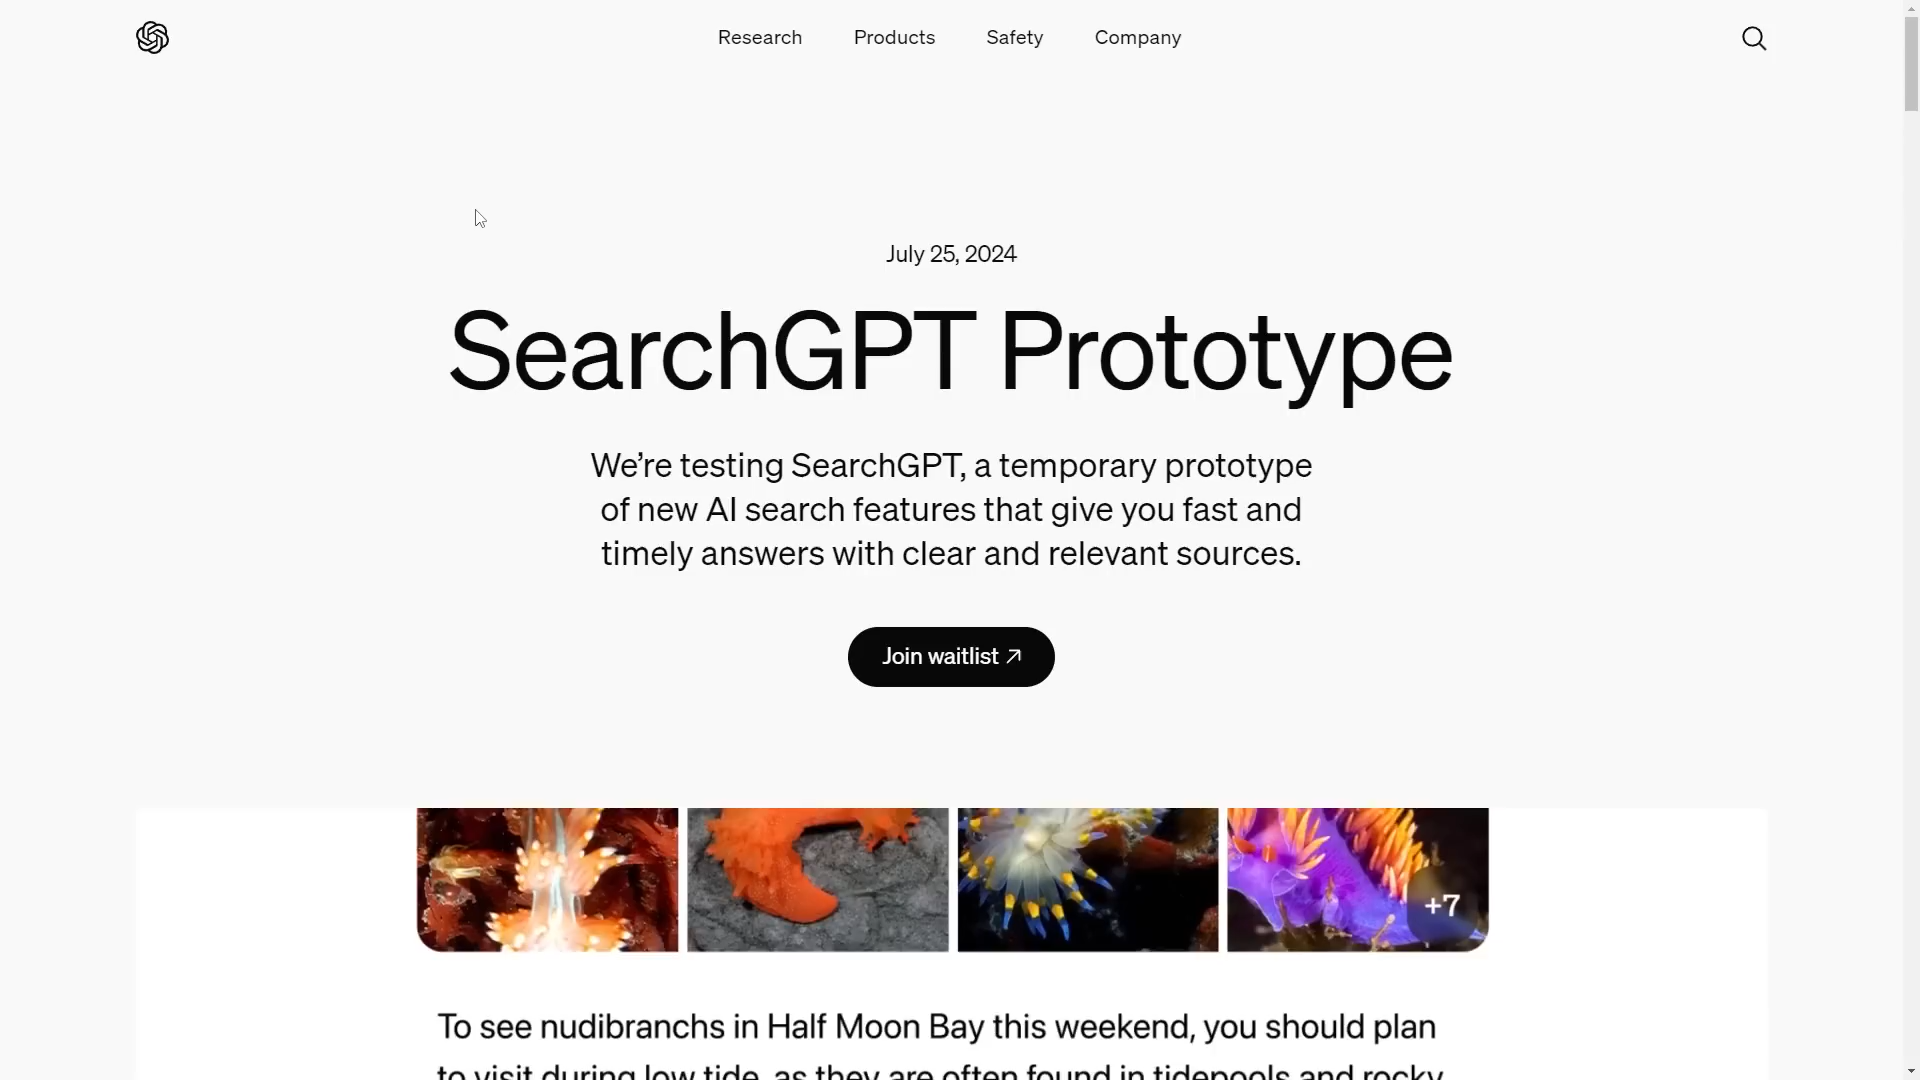 Research Products Safety Company
July 25, 2024
SearchGPT Prototype
We’re testing SearchGPT, a temporary prototype
of new AI search features that give you fast and
timely answers with clear and relevant sources.
Join waitlist ↗
+7
To see nudibranchs in Half Moon Bay this weekend, you should plan
to visit during low tide, as they are often found in tidepools and rocky